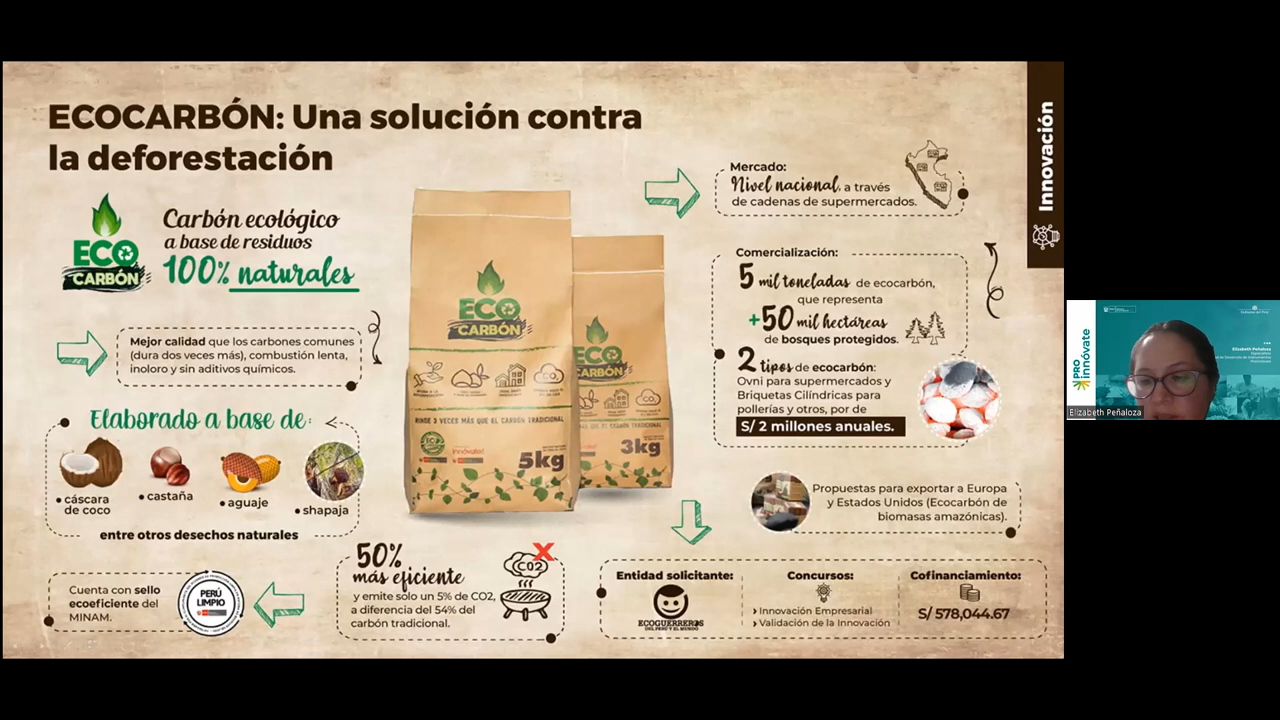 ECOCARBÓN: Una solución contra
la deforestación
Innovación
ECO
CARBÓN
Carbón ecológico
a base de residuos
100% naturales
Mejor calidad que los carbones comunes
(dura dos veces más), combustión lenta,
inoloro y sin aditivos químicos.
Elaborado a base de:
• cáscara
de coco
• castaña
• aguaje
• shapaja
entre otros desechos naturales
Cuenta con sello
ecoeficiente del
MINAM.
PERÚ
LIMPIO
50%
más eficiente
y emite solo un 5% de CO2,
a diferencia del 54% del
carbón tradicional.
CO2
ECO
CARBÓN
RINDE 3 VECES MÁS QUE EL CARBÓN TRADICIONAL
Innóvate!
5kg
ECO
CARBÓN
3kg
Mercado:
Nivel nacional, a través
de cadenas de supermercados.
Comercialización:
5 mil toneladas de ecocarbón,
que representa
+50 mil hectáreas
de bosques protegidos.
2 tipos de ecocarbón:
Ovni para supermercados y
Briquetas Cilíndricas para
pollerías y otros, por de
S/ 2 millones anuales.
Propuestas para exportar a Europa
y Estados Unidos (Ecocarbón de
biomasas amazónicas).
Entidad solicitante:
ECOGUERREROS
DEL PERÚ Y EL MUNDO
Concursos:
› Innovación Empresarial
› Validación de la Innovación
Cofinanciamiento:
S/ 578,044.67
PRO
innóvate
Elizabeth Peñaloza
Elizabeth Peñaloza